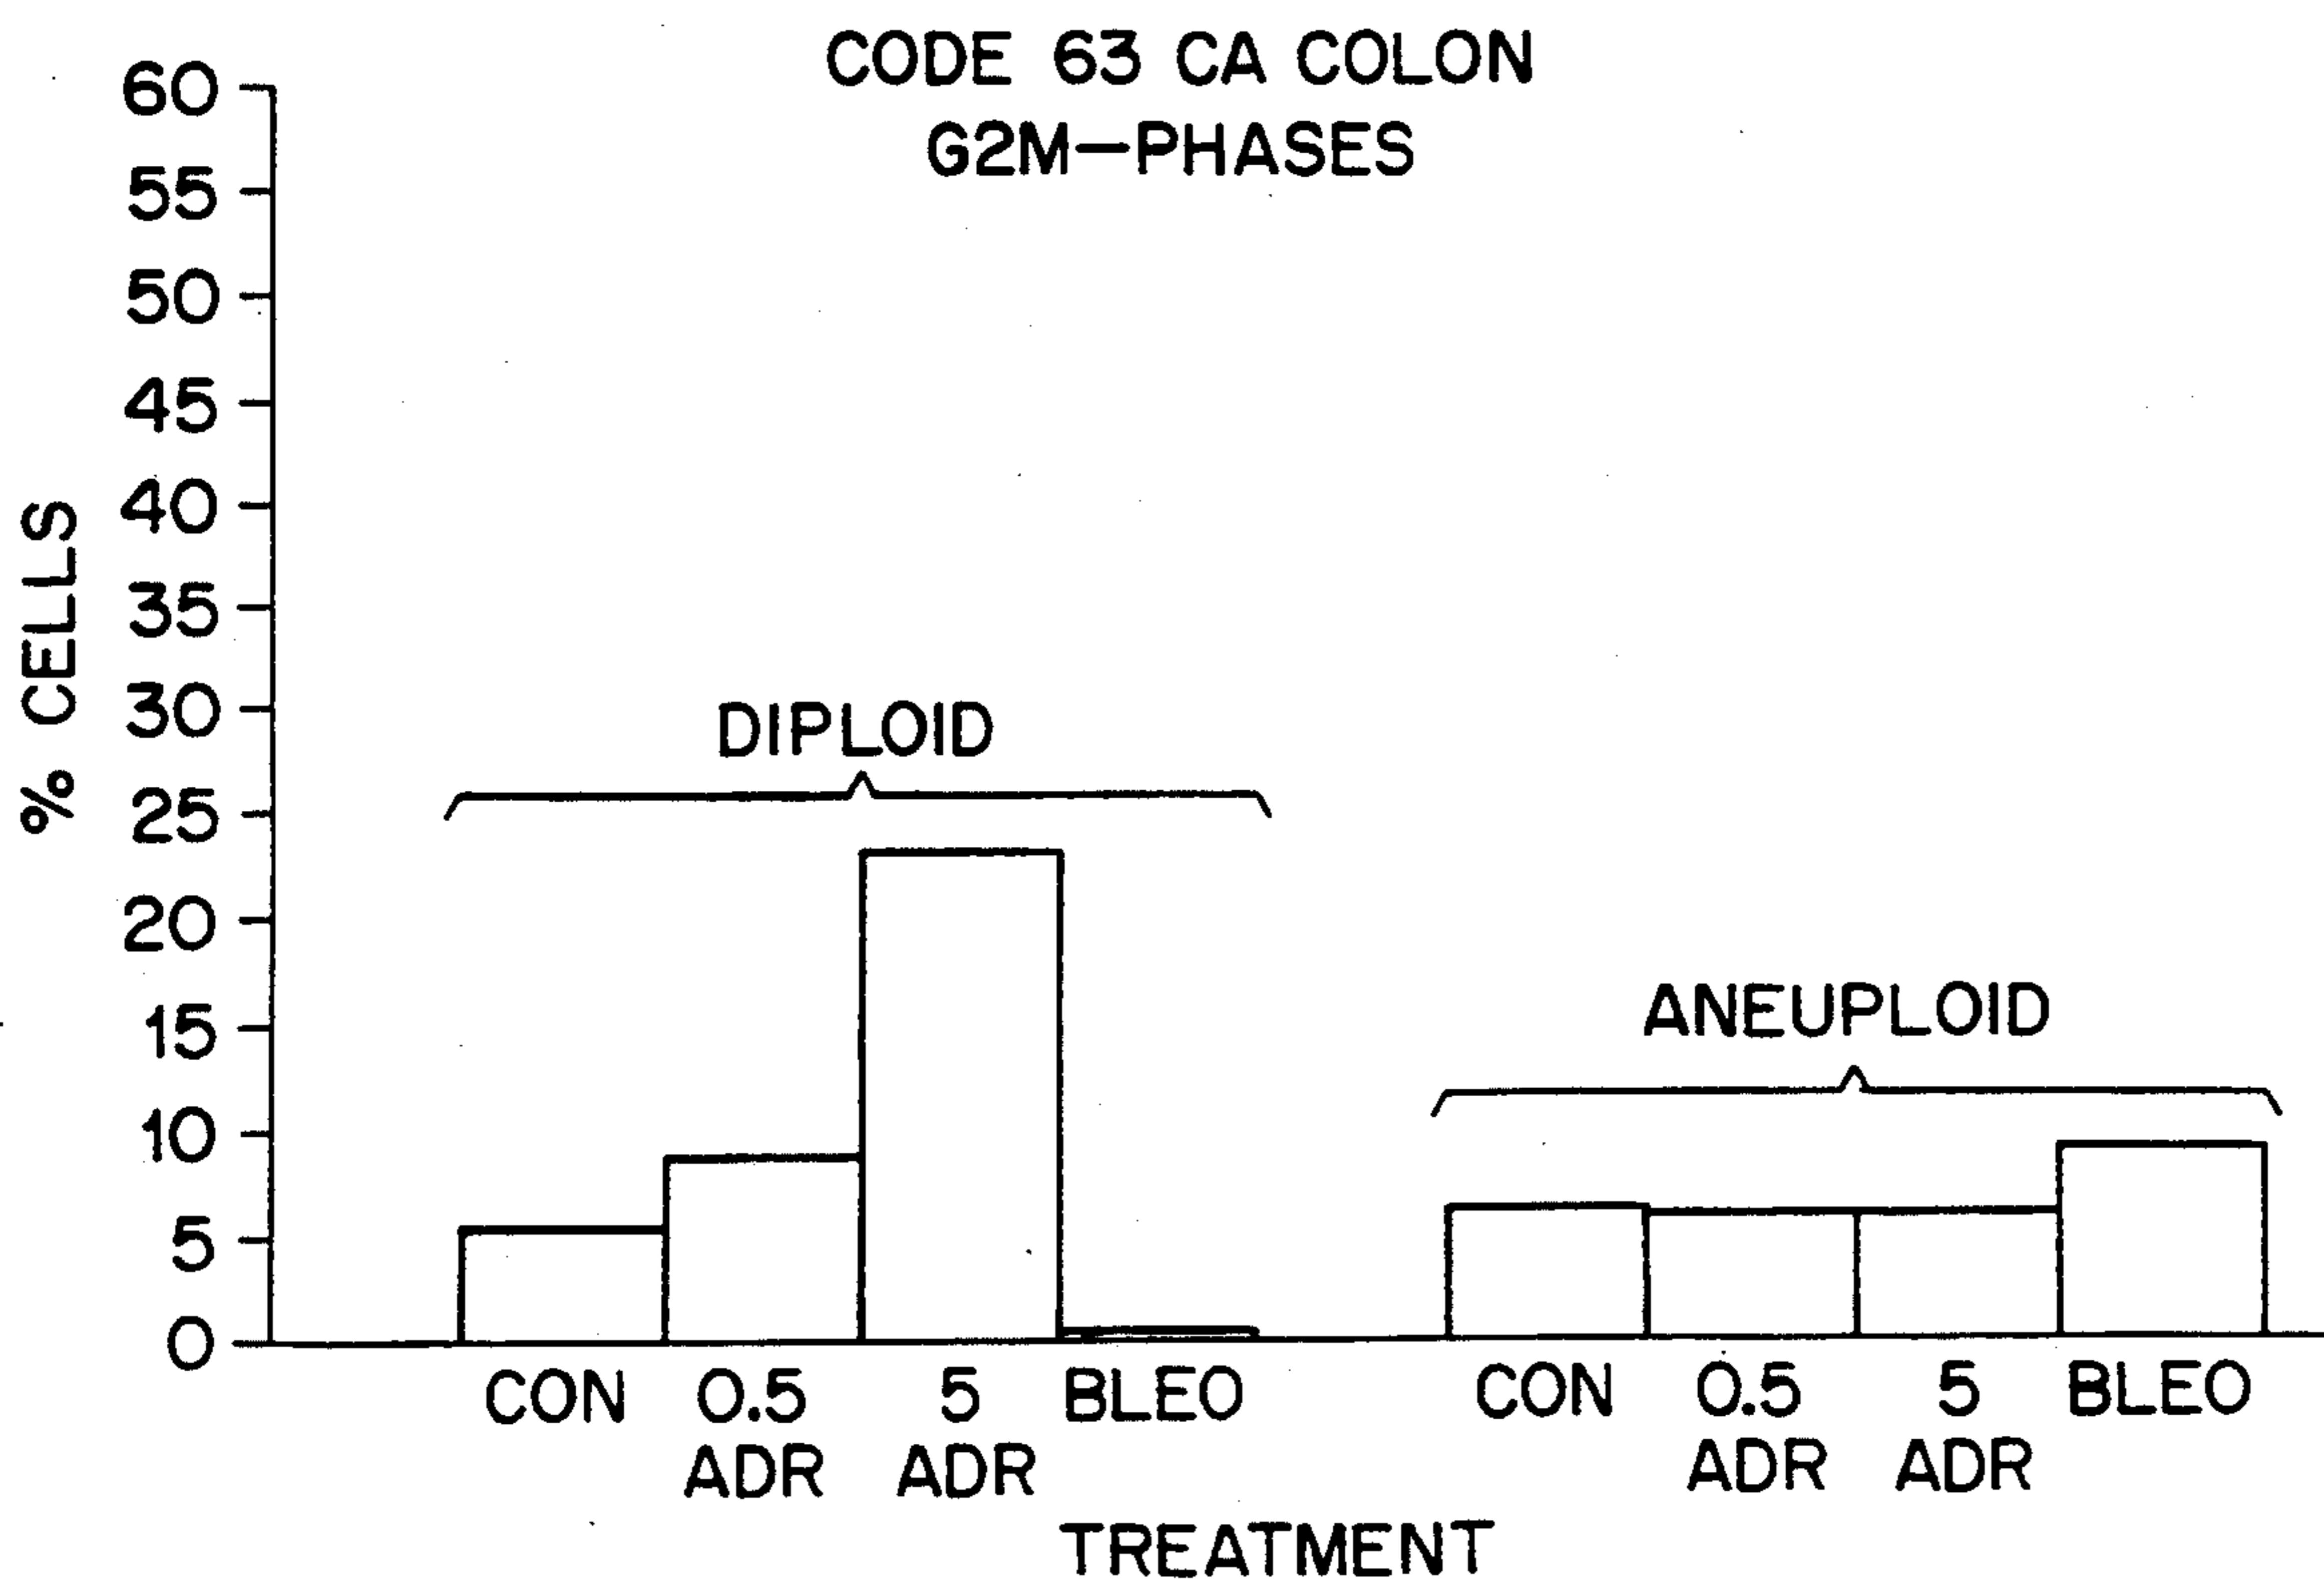 CODE 63 CA COLON
G2M—PHASES
% CELLS
60
55
50
45
40
35
30
25
20
15
10
5
0
DIPLOID
ANEUPLOID
CON 0.5 5 BLEO CON 0.5 5 BLEO
ADR ADR ADR ADR
TREATMENT